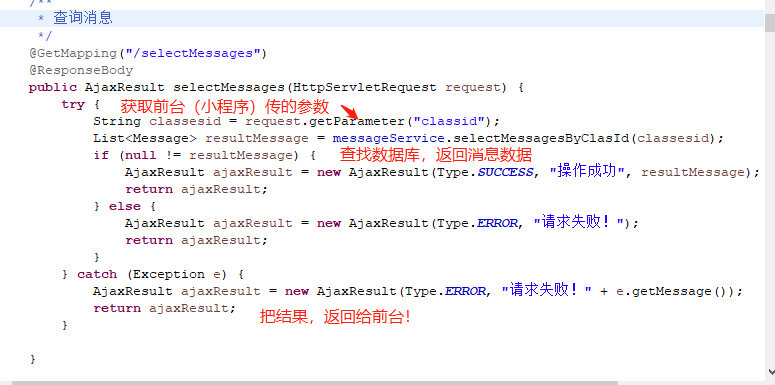 /**
* 查询消息
*/
@GetMapping("/selectMessages")
@ResponseBody
public AjaxResult selectMessages(HttpServletRequest request) {
try { 获取前台（小程序）传的参数
String classesid = request.getParameter("classid");
List<Message> resultMessage = messageService.selectMessagesByClasId(classesid);
if (null != resultMessage) { 查找数据库，返回消息数据
AjaxResult ajaxResult = new AjaxResult(Type.SUCCESS, "操作成功", resultMessage);
return ajaxResult;
} else {
AjaxResult ajaxResult = new AjaxResult(Type.ERROR, "请求失败！");
return ajaxResult;
}
} catch (Exception e) {
AjaxResult ajaxResult = new AjaxResult(Type.ERROR, "请求失败！" + e.getMessage());
return ajaxResult; 把结果，返回给前台！
}
}